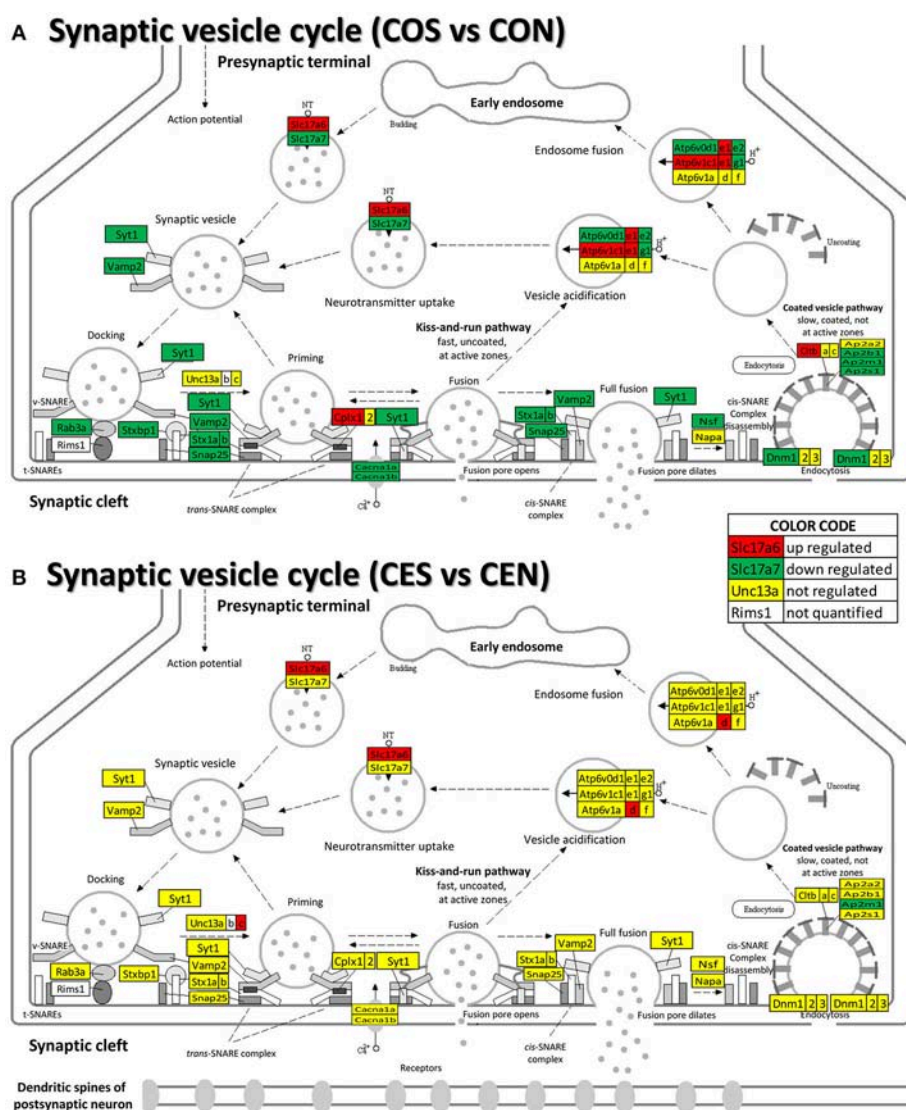 A Synaptic vesicle cycle (COS vs CON)
Presynaptic terminal
Action potential
NT
Slc17a6
Slc17a7
Budding
Early endosome
Endosome fusion
Atp6v0d1 e1 e2
Atp6v1c1 e1 g1
Atp6v1a d f
H+
Synaptic vesicle
Syt1
Vamp2
NT
Slc17a6
Slc17a7
Neurotransmitter uptake
Atp6v0d1 e1 e2
Atp6v1c1 e1 g1
Atp6v1a d f
Vesicle acidification
Uncoating
Kiss-and-run pathway
fast, uncoated,
at active zones
Coated vesicle pathway
slow, coated, not
at active zones
Docking
Syt1
Unc13a b c
Priming
Fusion
Full fusion
Endocytosis
Cltb a c
Ap2a2
Ap2b1
Ap2m1
Ap2s1
v-SNARE
Rab3a
Rims1
Stxbp1
Syt1
Vamp2
Stx1a b
Snap25
Cplx1 2 Syt1
Cacna1a
Cacna1b
Vamp2
Stx1a b
Snap25
Syt1
Nsf
Napa
cis-SNARE
Complex
disassembly
Dnm1 2 3
Dnm1 2 3
t-SNAREs
Fusion pore opens
Fusion pore dilates
Endocytosis
Synaptic cleft
trans-SNARE complex
cis-SNARE
complex
COLOR CODE
Slc17a6 up regulated
Slc17a7 down regulated
Unc13a not regulated
Rims1 not quantified
B Synaptic vesicle cycle (CES vs CEN)
Presynaptic terminal
Action potential
NT
Slc17a6
Slc17a7
Budding
Early endosome
Endosome fusion
Atp6v0d1 e1 e2
Atp6v1c1 e1 g1
Atp6v1a d f
H+
Synaptic vesicle
Syt1
Vamp2
NT
Slc17a6
Slc17a7
Neurotransmitter uptake
Atp6v0d1 e1 e2
Atp6v1c1 e1 g1
Atp6v1a d f
Vesicle acidification
Uncoating
Kiss-and-run pathway
fast, uncoated,
at active zones
Coated vesicle pathway
slow, coated, not
at active zones
Docking
Syt1
Unc13a b c
Priming
Fusion
Full fusion
Endocytosis
Cltb a c
Ap2a2
Ap2b1
Ap2m1
Ap2s1
v-SNARE
Rab3a
Rims1
Stxbp1
Syt1
Vamp2
Stx1a b
Snap25
Cplx1 2 Syt1
Cacna1a
Cacna1b
Vamp2
Stx1a b
Snap25
Syt1
Nsf
Napa
cis-SNARE
Complex
disassembly
Dnm1 2 3 Dnm1 2 3
t-SNAREs
Fusion pore opens
Fusion pore dilates
Endocytosis
Synaptic cleft
trans-SNARE complex
cis-SNARE
complex
Receptors
Dendritic spines of
postsynaptic neuron